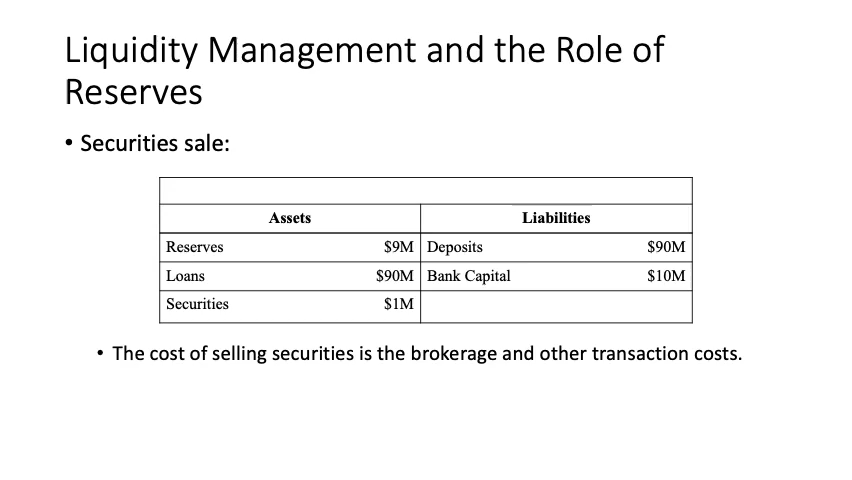 Liquidity Management and the Role of
Reserves
• Securities sale:
Assets Liabilities
Reserves $9M Deposits $90M
Loans $90M Bank Capital $10M
Securities $1M
• The cost of selling securities is the brokerage and other transaction costs.